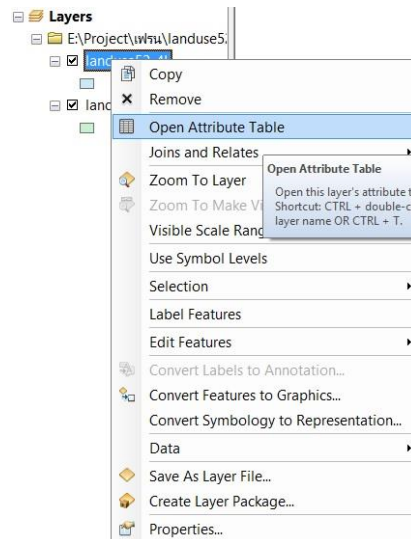 Layers
E:\Project\เฟรม\landuse52
landuse52_4l
Copy
land
Remove
Open Attribute Table
Joins and Relates
Open Attribute Table
Zoom To Layer
Open this layer's attribute t
Zoom To Make Vi
Shortcut: CTRL + double-c
layer name OR CTRL + T.
Visible Scale Rang
Use Symbol Levels
Selection
Label Features
Edit Features
Convert Labels to Annotation...
Convert Features to Graphics...
Convert Symbology to Representation...
Data
Save As Layer File...
Create Layer Package...
Properties...